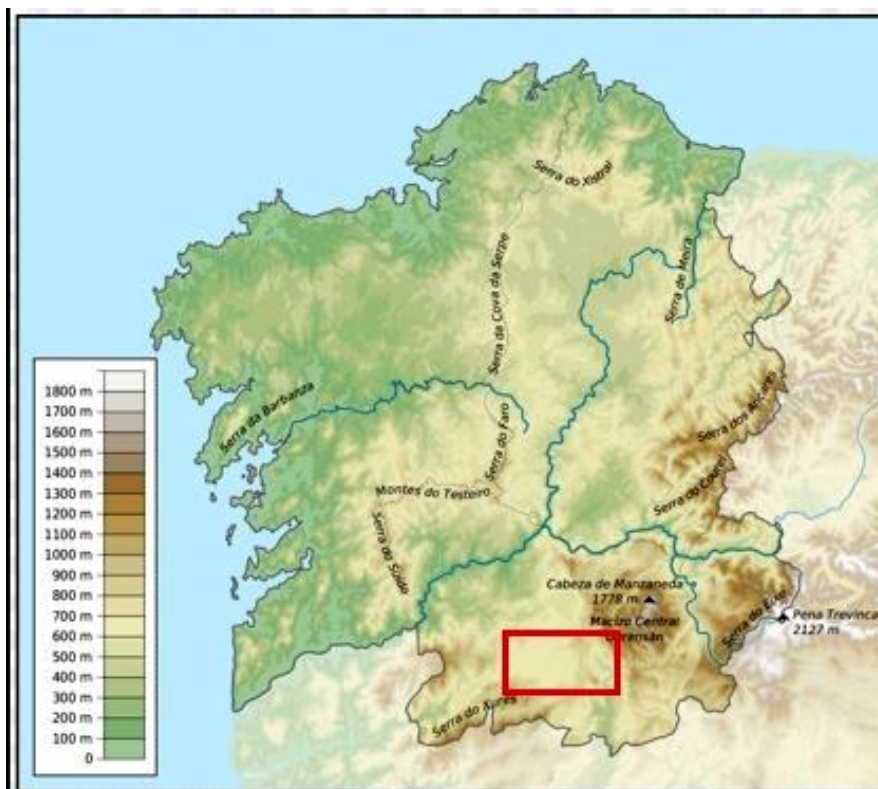 Serra do Xistral
Serra da Cova da Serpe
Serra de Meira
1800 m
1700 m
1600 m
1500 m
1400 m
1300 m
1200 m
1100 m
1000 m
900 m
800 m
700 m
600 m
500 m
400 m
300 m
200 m
100 m
0
Serra da Barbanza
Serra do Faro
Serra dos Ancares
Serra do Courel
Montes do Testeiro
Serra do Suído
Cabeza de Manzaneda
1778 m
Macizo Central
Ourensán
Serra do Eixe
Pena Trevinca
2127 m
Serra do Xurés